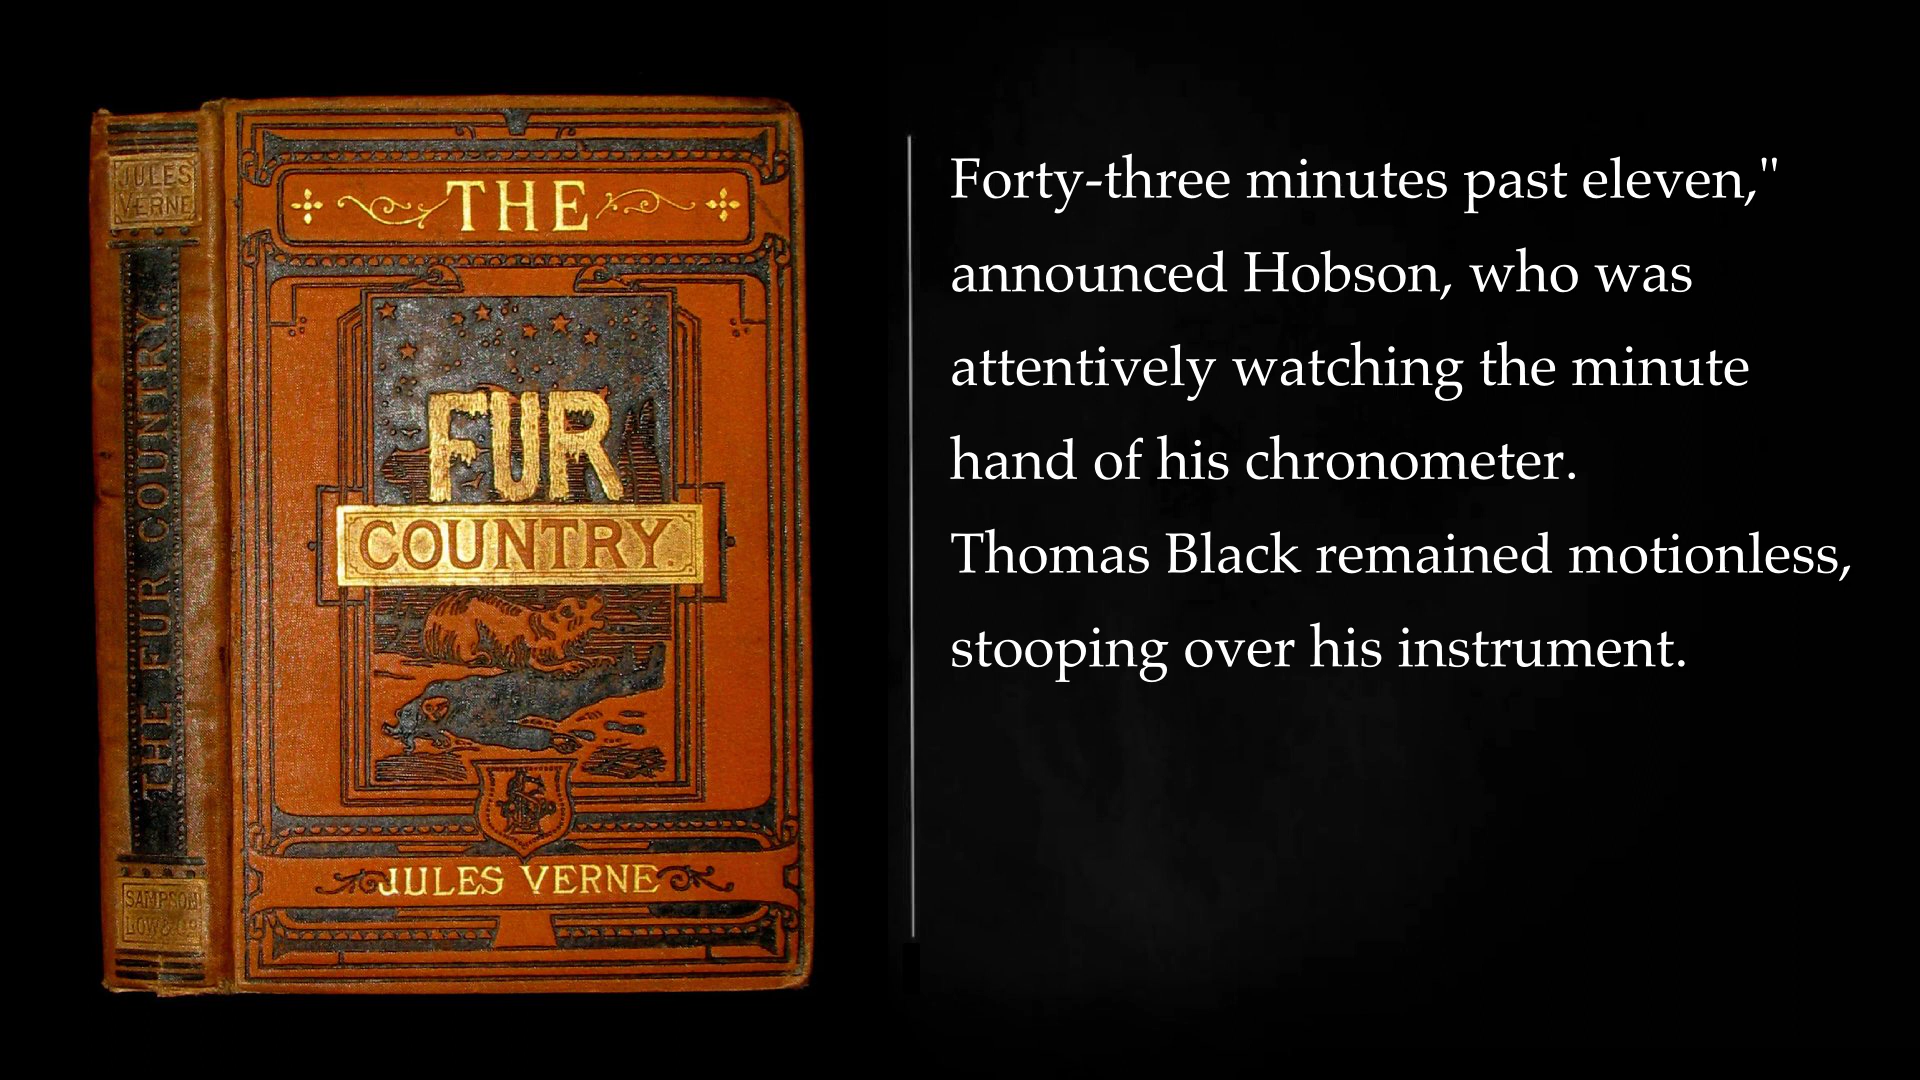 JULES
VERNE
THE FUR COUNTRY.
SAMPSON
LOW & Co
THE
FUR
COUNTRY.
JULES VERNE
Forty-three minutes past eleven,"
announced Hobson, who was
attentively watching the minute
hand of his chronometer.
Thomas Black remained motionless,
stooping over his instrument.